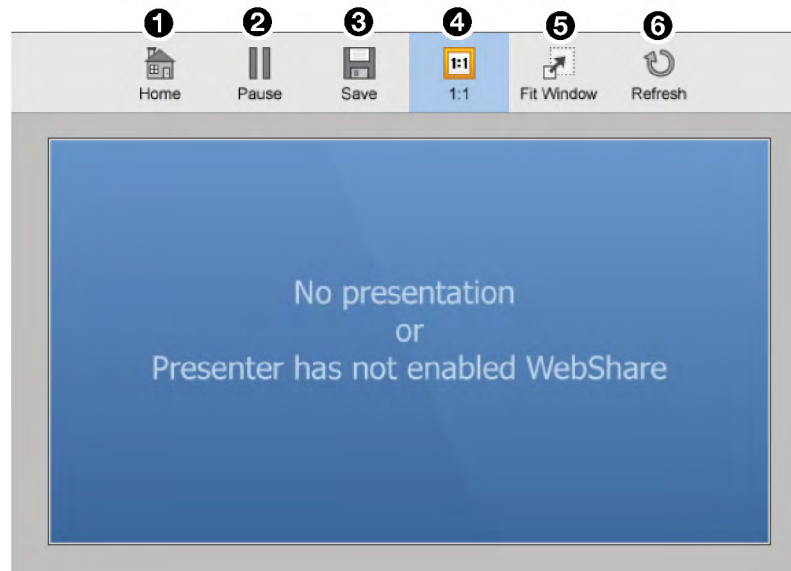 1 2 3 4 5 6
1:1
Home Pause Save 1:1 Fit Window Refresh
No presentation
or
Presenter has not enabled WebShare